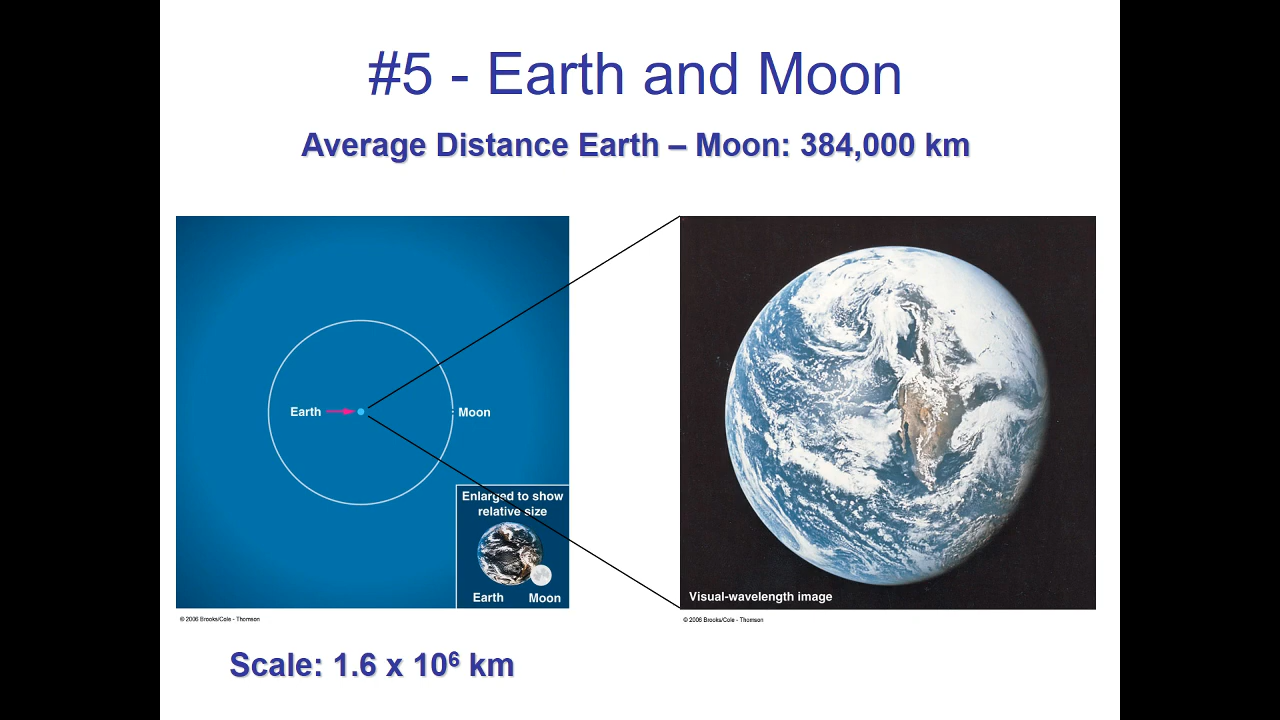 #5 - Earth and Moon
Average Distance Earth – Moon: 384,000 km
Earth
Moon
Enlarged to show
relative size
Earth
Moon
Visual-wavelength image
© 2006 Brooks/Cole - Thomson
© 2006 Brooks/Cole - Thomson
Scale: 1.6 x 10⁶ km